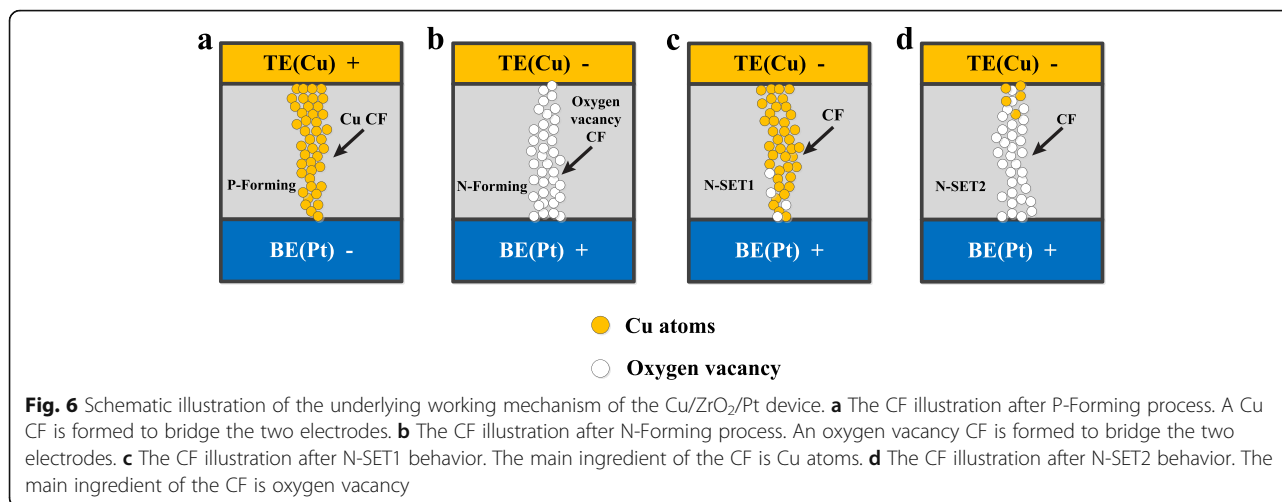 a
TE(Cu) +
Cu CF
P-Forming
BE(Pt) -
b
TE(Cu) -
Oxygen
vacancy
CF
N-Forming
BE(Pt) +
c
TE(Cu) -
CF
N-SET1
BE(Pt) +
d
TE(Cu) -
CF
N-SET2
BE(Pt) +
Cu atoms
Oxygen vacancy
Fig. 6 Schematic illustration of the underlying working mechanism of the Cu/ZrO₂/Pt device. a The CF illustration after P-Forming process. A Cu
CF is formed to bridge the two electrodes. b The CF illustration after N-Forming process. An oxygen vacancy CF is formed to bridge the two
electrodes. c The CF illustration after N-SET1 behavior. The main ingredient of the CF is Cu atoms. d The CF illustration after N-SET2 behavior. The
main ingredient of the CF is oxygen vacancy